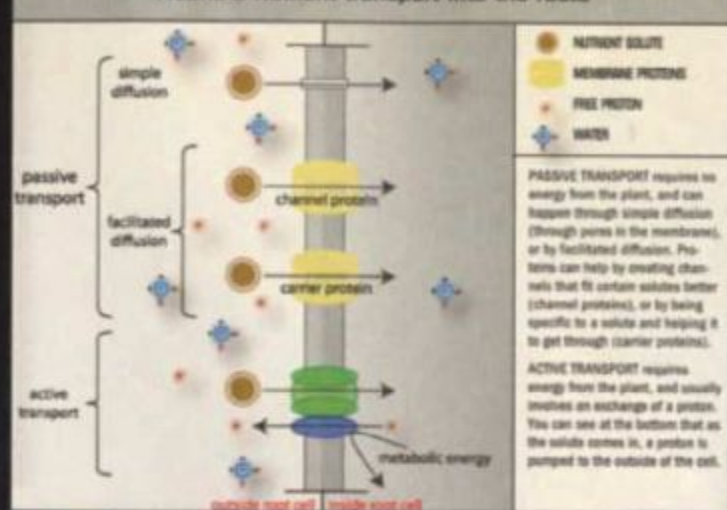 simple
diffusion
passive
transport
facilitated
diffusion
channel protein
carrier protein
active
transport
metabolic energy
outside root cell inside root cell
NUTRIENT SOLUTE
MEMBRANE PROTEINS
FREE PROTON
WATER
PASSIVE TRANSPORT requires no
energy from the plant, and can
happen through simple diffusion
(through pores in the membrane),
or by facilitated diffusion. Pro-
teins can help by creating chan-
nels that fit certain solutes better
(channel proteins), or by being
specific to a solute and helping it
to get through (carrier proteins).
ACTIVE TRANSPORT requires
energy from the plant, and usually
involves an exchange of a proton.
You can see at the bottom that as
the solute comes in, a proton is
pumped to the outside of the cell.